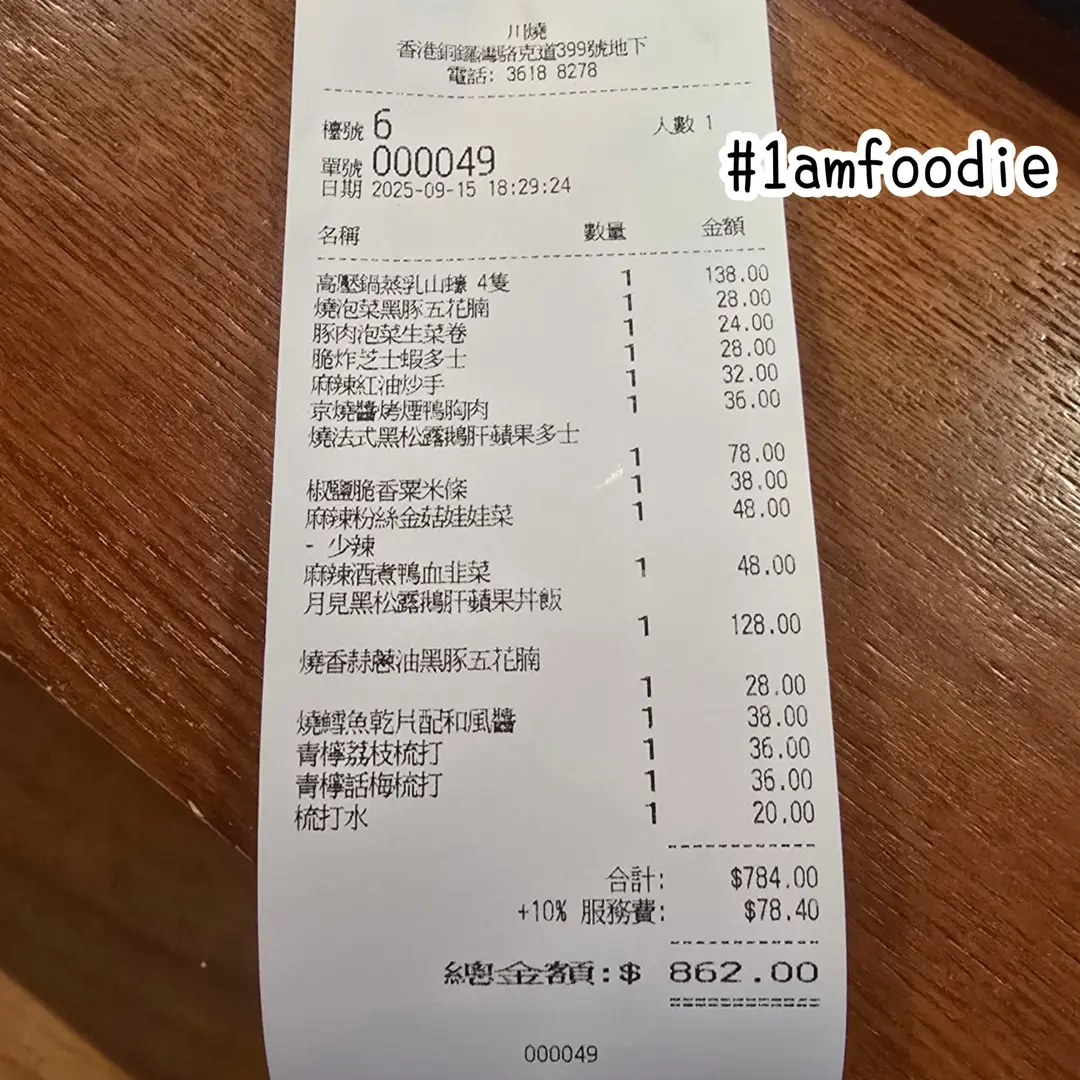 川燒
香港銅鑼灣駱克道399號地下
電話: 3618 8278
檯號 6 人數 1
#1amfoodie
單號 000049
日期 2025-09-15 18:29:24
名稱 數量 金額
高壓鍋蒸乳山蠔 4隻 1 138.00
燒泡菜黑豚五花腩 1 28.00
豚肉泡菜生菜卷 1 24.00
脆炸芝士蝦多士 1 28.00
麻辣紅油炒手 1 32.00
京燒醬烤煙鴨胸肉 1 36.00
燒法式黑松露鵝肝蘋果多士
1 78.00
椒鹽脆香粟米條 1 38.00
麻辣粉絲金菇娃娃菜 1 48.00
- 少辣
麻辣酒煮鴨血韭菜 1 48.00
月見黑松露鵝肝蘋果丼飯
1 128.00
燒香蒜蔥油黑豚五花腩
1 28.00
燒鱈魚乾片配和風醬 1 38.00
青檸荔枝梳打 1 36.00
青檸話梅梳打 1 36.00
梳打水 1 20.00
合計: $784.00
+10% 服務費: $78.40
總金額:$ 862.00
000049